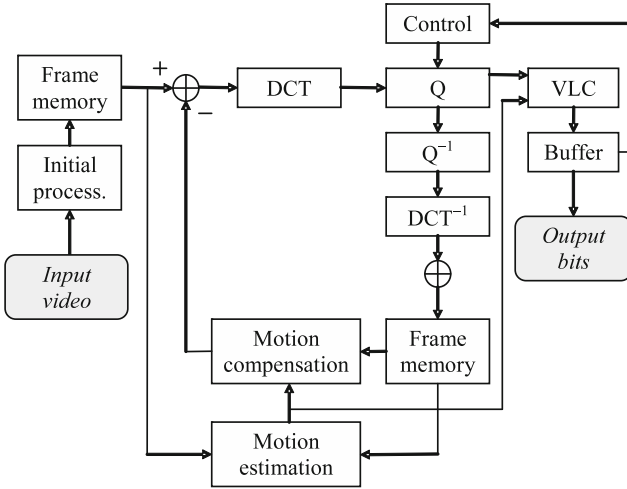 Control
Frame
memory
+
−
DCT
Q
VLC
Initial
process.
Q⁻¹
Buffer
DCT⁻¹
Input
video
Output
bits
Motion
compensation
Frame
memory
Motion
estimation